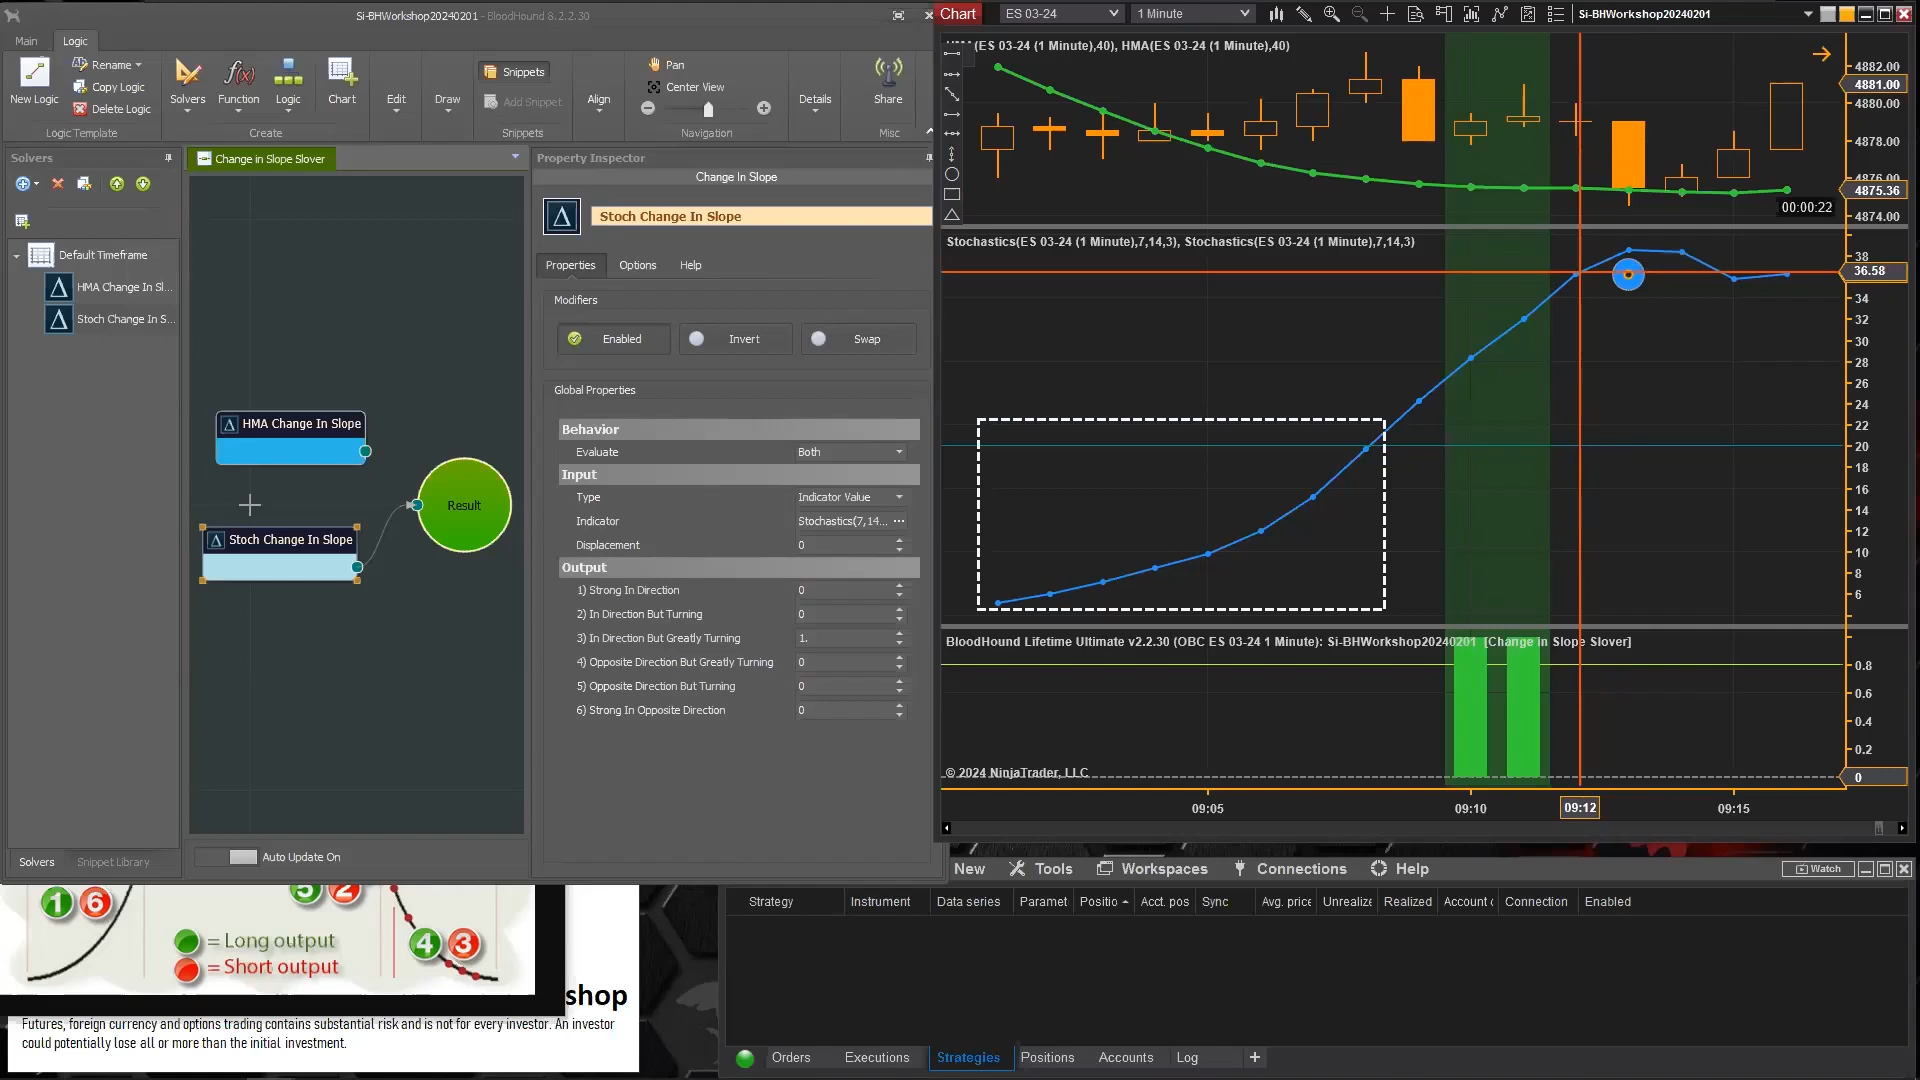 Si-BHWorkshop20240201 - BloodHound 8.2.2.30
Main
Logic
New Logic
Rename
Copy Logic
Delete Logic
Logic Template
Solvers
Function
Logic
Chart
Create
Edit
Draw
Snippets
Add Snippet
Snippets
Align
Pan
Center View
Navigation
Details
Share
Misc
Solvers
Default Timeframe
HMA Change In Sl...
Stoch Change In S...
Solvers
Snippet Library
Change in Slope Slover
HMA Change In Slope
Stoch Change In Slope
Result
Auto Update On
Property Inspector
Change In Slope
Stoch Change In Slope
Properties
Options
Help
Modifiers
Enabled
Invert
Swap
Global Properties
Behavior
Evaluate Both
Input
Type Indicator Value
Indicator Stochastics(7,14... ...
Displacement 0
Output
1) Strong In Direction 0
2) In Direction But Turning 0
3) In Direction But Greatly Turning 1.
4) Opposite Direction But Greatly Turning 0
5) Opposite Direction But Turning 0
6) Strong In Opposite Direction 0
Chart
ES 03-24
1 Minute
Si-BHWorkshop20240201
(ES 03-24 (1 Minute),40), HMA(ES 03-24 (1 Minute),40)
4882.00
4881.00
4880.00
4878.00
4876.00
4875.36
4874.00
00:00:22
Stochastics(ES 03-24 (1 Minute),7,14,3), Stochastics(ES 03-24 (1 Minute),7,14,3)
38
36.58
34
32
30
28
26
24
22
20
18
16
14
12
10
8
6
BloodHound Lifetime Ultimate v2.2.30 (OBC ES 03-24 1 Minute): Si-BHWorkshop20240201 [Change in Slope Slover]
0.8
0.6
0.4
0.2
0
© 2024 NinjaTrader, LLC
09:05
09:10
09:12
09:15
New
Tools
Workspaces
Connections
Help
Watch
Strategy
Instrument
Data series
Paramet
Positio
Acct. pos
Sync
Avg. price
Unrealize
Realized
Account
Connection
Enabled
Orders
Executions
Strategies
Positions
Accounts
Log
+
1 6
5 2
4 3
= Long output
= Short output
shop
Futures, foreign currency and options trading contains substantial risk and is not for every investor. An investor
could potentially lose all or more than the initial investment.